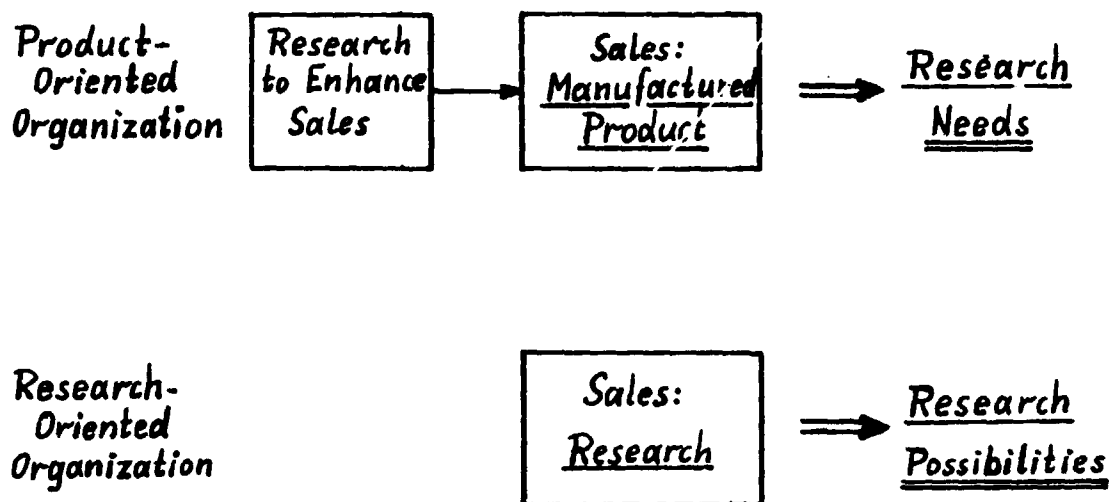 Product-
Oriented
Organization
Research
to Enhance
Sales
Sales:
Manufactured
Product
Research
Needs
Research-
Oriented
Organization
Sales:
Research
Research
Possibilities